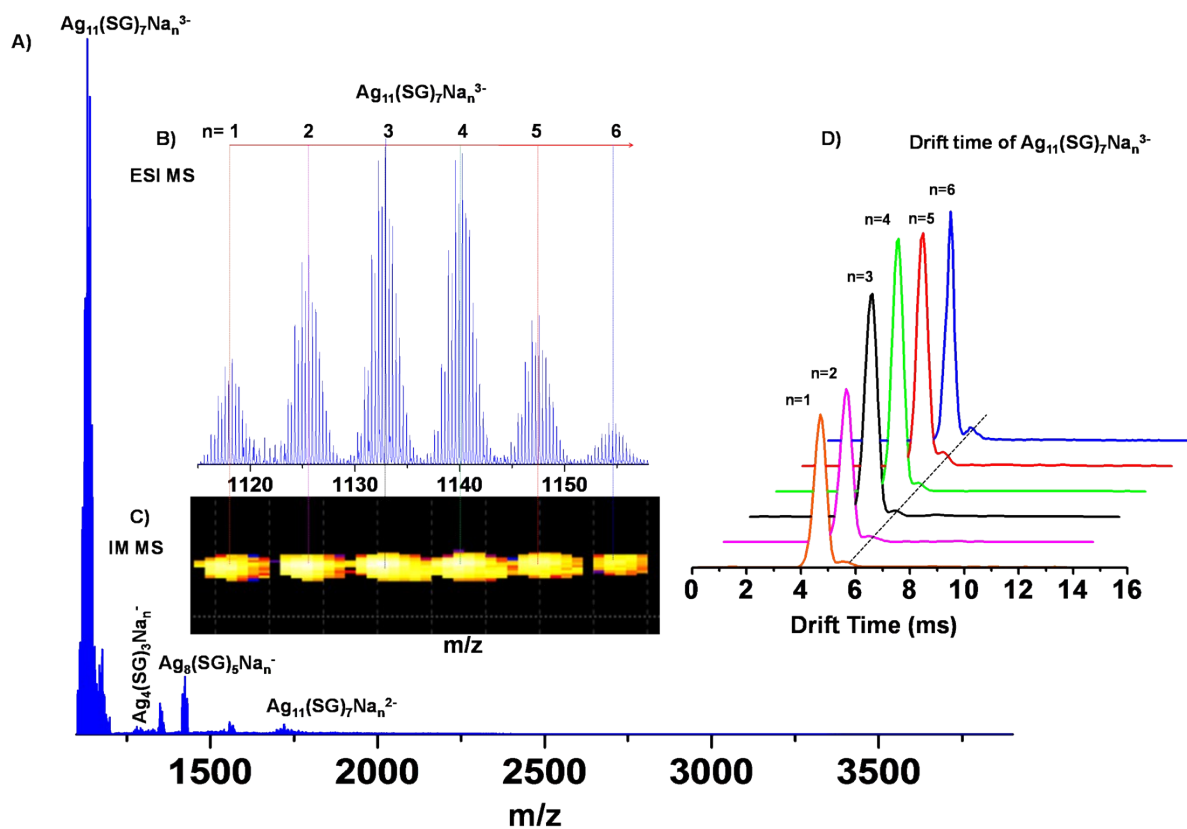 A)
Ag₁₁(SG)₇Naₙ³⁻
Ag₁₁(SG)₇Naₙ³⁻
B)
n= 1 2 3 4 5 6
ESI MS
1120 1130 1140 1150
C)
IM MS
m/z
D)
Drift time of Ag₁₁(SG)₇Naₙ³⁻
n=6
n=4
n=5
n=3
n=2
n=1
0 2 4 6 8 10 12 14 16
Drift Time (ms)
Ag₄(SG)₃Naₙ⁻
Ag₈(SG)₅Naₙ⁻
Ag₁₁(SG)₇Naₙ²⁻
1500 2000 2500 3000 3500
m/z